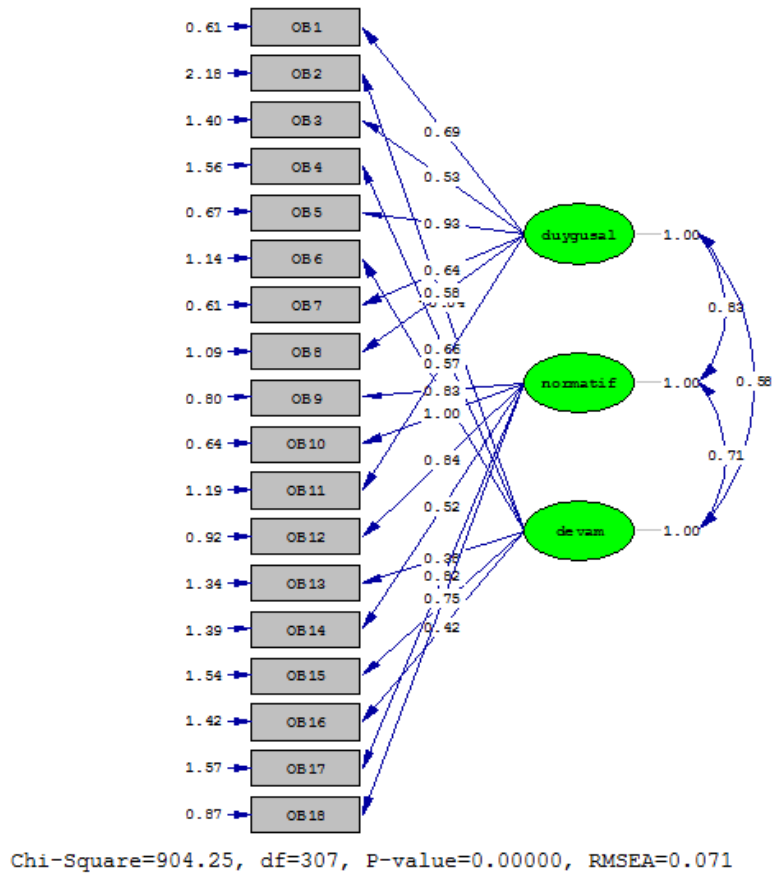 0.61 OB1
2.18 OB2
1.40 OB3
1.56 OB4
0.67 OB5
1.14 OB6
0.61 OB7
1.09 OB8
0.80 OB9
0.64 OB10
1.19 OB11
0.92 OB12
1.34 OB13
1.39 OB14
1.54 OB15
1.42 OB16
1.57 OB17
0.87 OB18
0.69
0.53
0.93
0.64
0.58
0.66
0.57
0.83
1.00
0.84
0.52
0.82
0.75
0.42
duygusal 1.00
normatif 1.00
devam 1.00
0.83
0.58
0.71
Chi-Square=904.25, df=307, P-value=0.00000, RMSEA=0.071